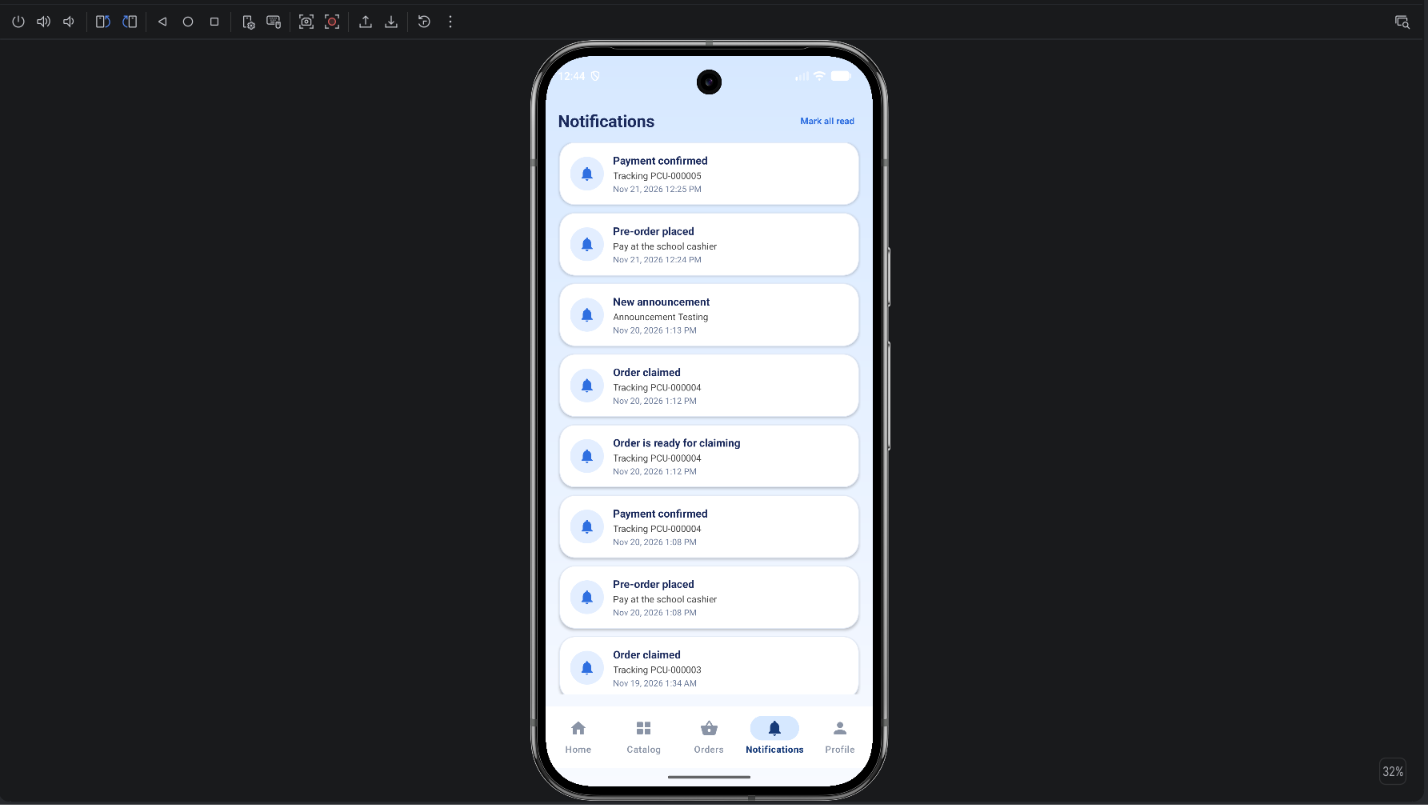 12:44
Notifications
Mark all read
Payment confirmed
Tracking PCU-000005
Nov 21, 2026 12:25 PM
Pre-order placed
Pay at the school cashier
Nov 21, 2026 12:24 PM
New announcement
Announcement Testing
Nov 20, 2026 1:13 PM
Order claimed
Tracking PCU-000004
Nov 20, 2026 1:12 PM
Order is ready for claiming
Tracking PCU-000004
Nov 20, 2026 1:12 PM
Payment confirmed
Tracking PCU-000004
Nov 20, 2026 1:08 PM
Pre-order placed
Pay at the school cashier
Nov 20, 2026 1:08 PM
Order claimed
Tracking PCU-000003
Nov 19, 2026 1:34 AM
Home
Catalog
Orders
Notifications
Profile
32%